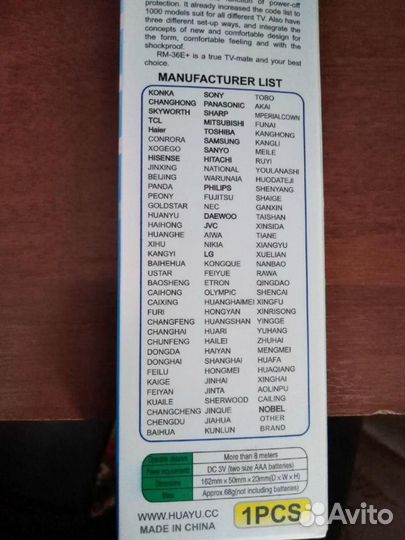 protection. It already increased the code list to
1000 models suit for all different TV. Also have
three different set-up ways, and integrate the
concepts of new and comfortable design for
the form, comfortable feeling and with the
shockproof.
RM-36E+ is a true TV-mate and your best
choice.
MANUFACTURER LIST
KONKA SONY TOBO
CHANGHONG PANASONIC AKAI
SKYWORTH SHARP MPERIALCOWN
TCL MITSUBISHI FUNAI
Haier TOSHIBA KANGHONG
CONRORA SAMSUNG KANGLI
XOGEGO SANYO MEILE
HISENSE HITACHI RUYI
JINXING NATIONAL YOULANASHI
BEIJING WARUNAIA HUODATEJI
PANDA PHILIPS SHENYANG
PEONY FUJITSU SHAIGE
GOLDSTAR NEC GANXIN
HUANYU DAEWOO TAISHAN
HAIHONG JVC XINSIDA
HUANGHE AIWA TIANE
XIHU NIKIA XIANGYU
KANGYI LG XUELIAN
BAIHEHUA KONGQUE NANBAO
USTAR FEIYUE RAWA
BAOSHENG ETRON QINGDAO
CAIHONG OLYMPIC SHENCAI
CAIXING HUANGHAIMEI XINGFU
FURI HONGYAN XINRISONG
CHANGFENG HUANGSHAN YINGGE
CHANGHAI HUARI YUHANG
CHUNFENG HAILEI ZHUHAI
DONGDA HAIYAN MENGMEI
DONGHAI SHANGHAI HUAFA
FEILU HONGMEI HUAQIANG
KAIGE JINHAI XINGHAI
FEIYAN JINTA AOLINPU
KUAILE SHERWOOD CAILING
CHANGCHENG JINQUE NOBEL
CHENGDU JIAHUA OTHER
BAIHUA KUNLUN BRAND
More than 8 meters
Power requirements DC 3V (two size AAA batteries)
Dimensions 162mm×50mm×23mm(D×W×H)
Approx.68g(not including batteries)
WWW.HUAYU.CC 1PCS
MADE IN CHINA
Avito